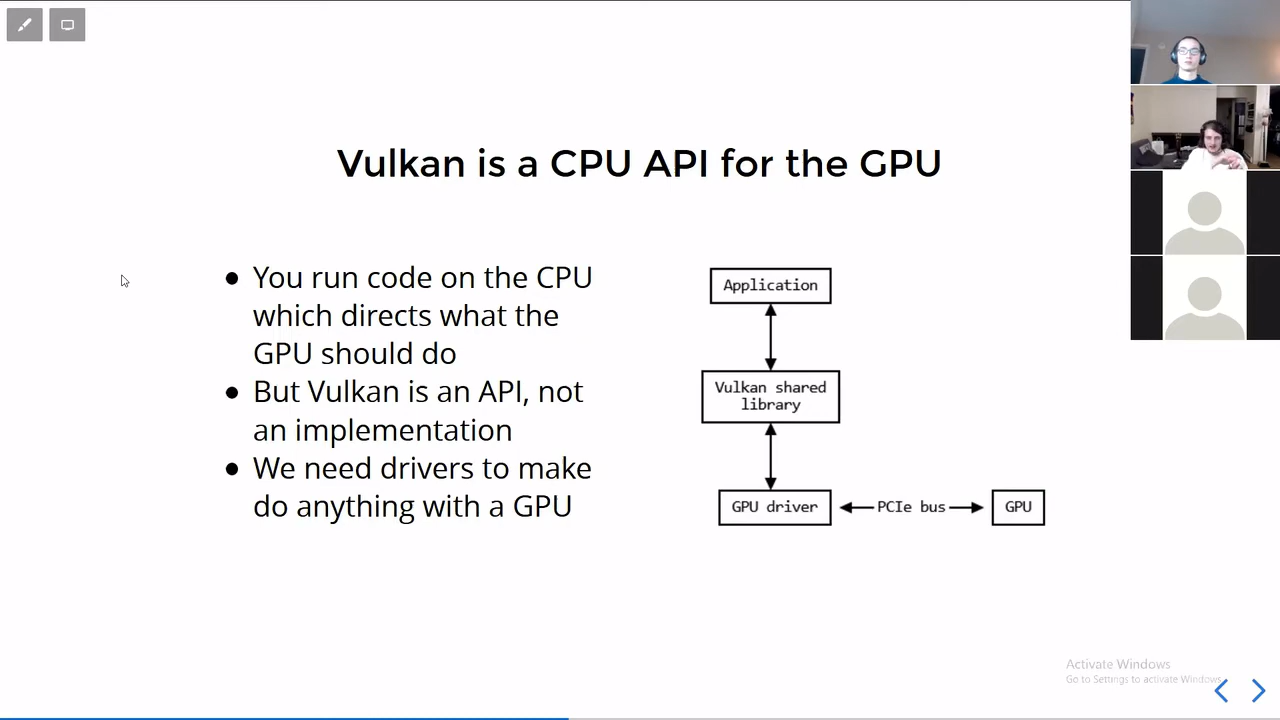 Vulkan is a CPU API for the GPU
● You run code on the CPU
which directs what the
GPU should do
● But Vulkan is an API, not
an implementation
● We need drivers to make
do anything with a GPU
Application
Vulkan shared
library
GPU driver
PCIe bus
GPU
Activate Windows
Go to Settings to activate Windows.